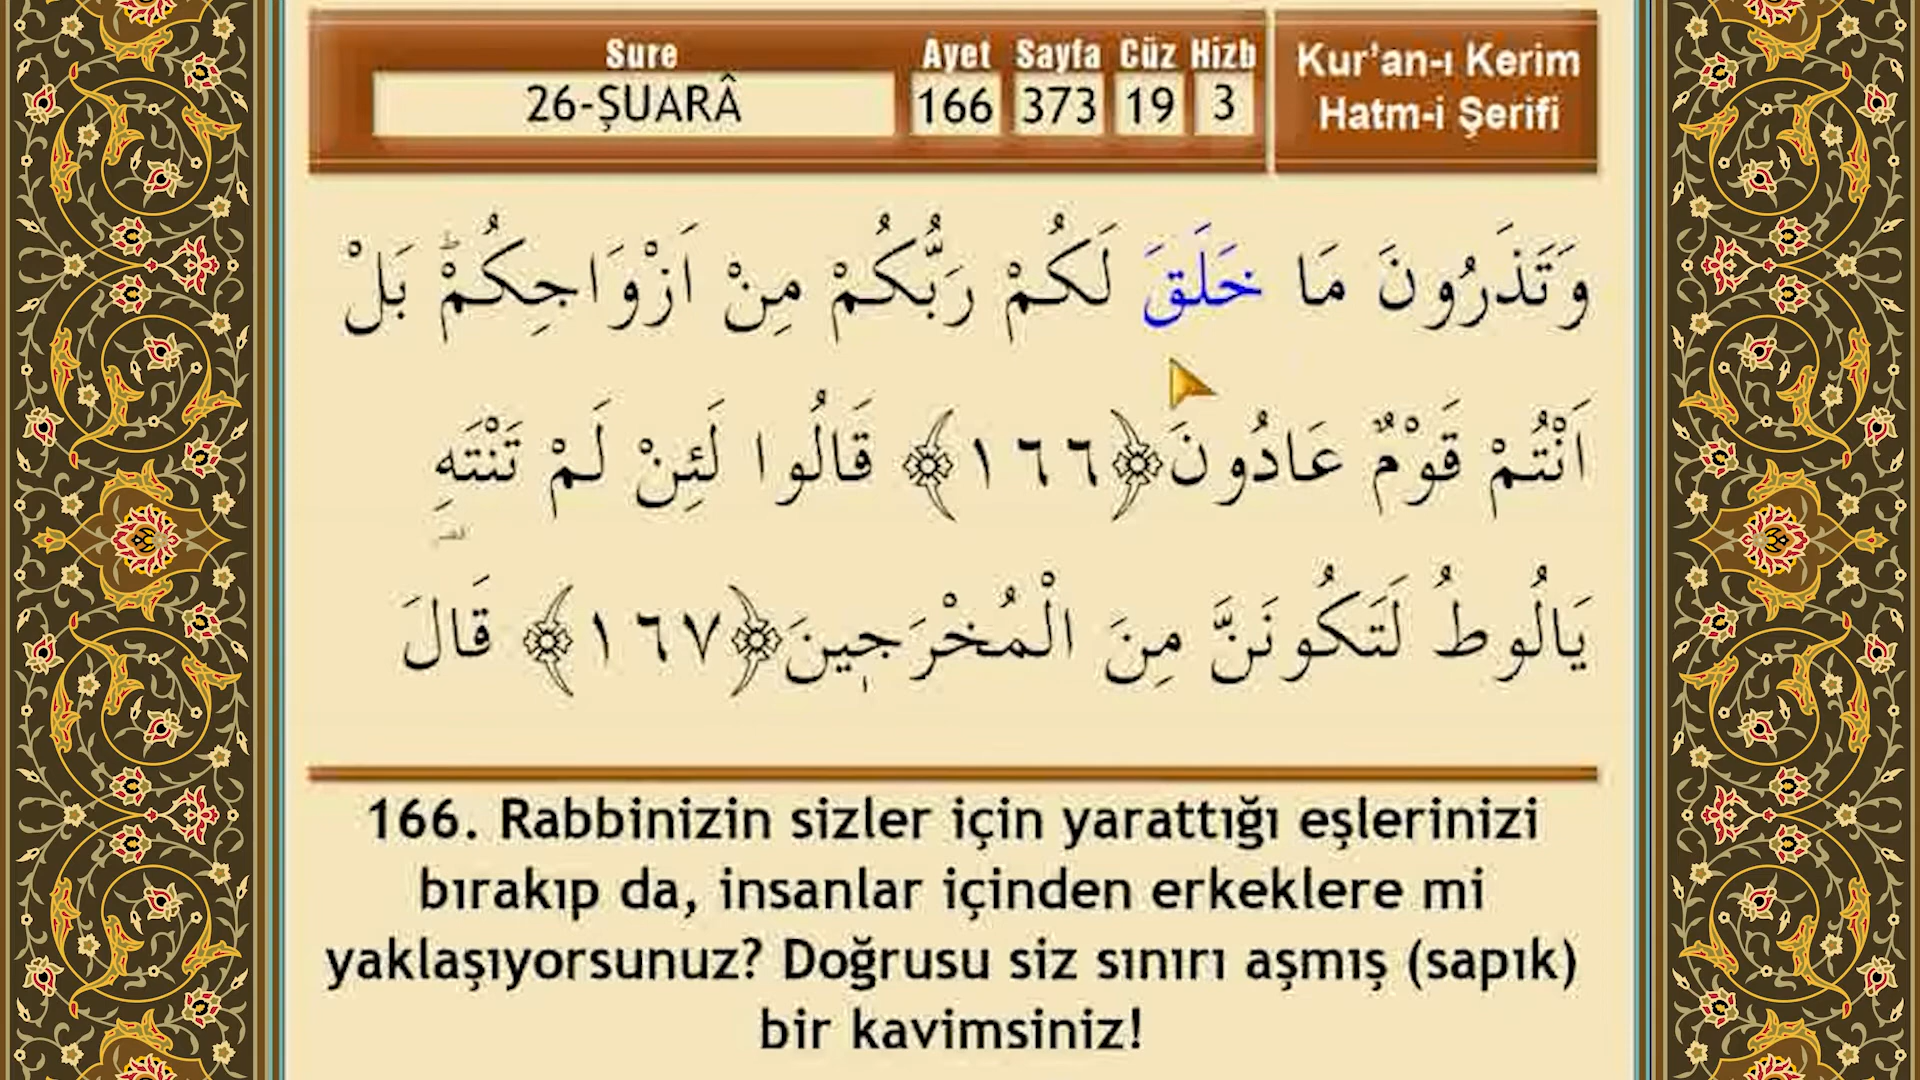 Sure Ayet Sayfa Cüz Hizb
26-ŞUARÂ 166 373 19 3
Kur'an-ı Kerim
Hatm-i Şerifi
وَتَذَرُونَ مَا خَلَقَ لَكُمْ رَبُّكُمْ مِنْ اَزْوَاجِكُمْۜ بَلْ
اَنْتُمْ قَوْمٌ عَادُونَ﴿١٦٦﴾ قَالُوا لَئِنْ لَمْ تَنْتَهِ
يَالُوطُ لَتَكُونَنَّ مِنَ الْمُخْرَجٖينَ﴿١٦٧﴾ قَالَ
166. Rabbinizin sizler için yarattığı eşlerinizi
bırakıp da, insanlar içinden erkeklere mi
yaklaşıyorsunuz? Doğrusu siz sınırı aşmış (sapık)
bir kavimsiniz!